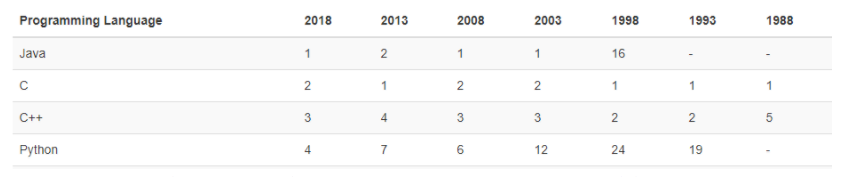 Programming Language 2018 2013 2008 2003 1998 1993 1988
Java 1 2 1 1 16 - -
C 2 1 2 2 1 1 1
C++ 3 4 3 3 2 2 5
Python 4 7 6 12 24 19 -